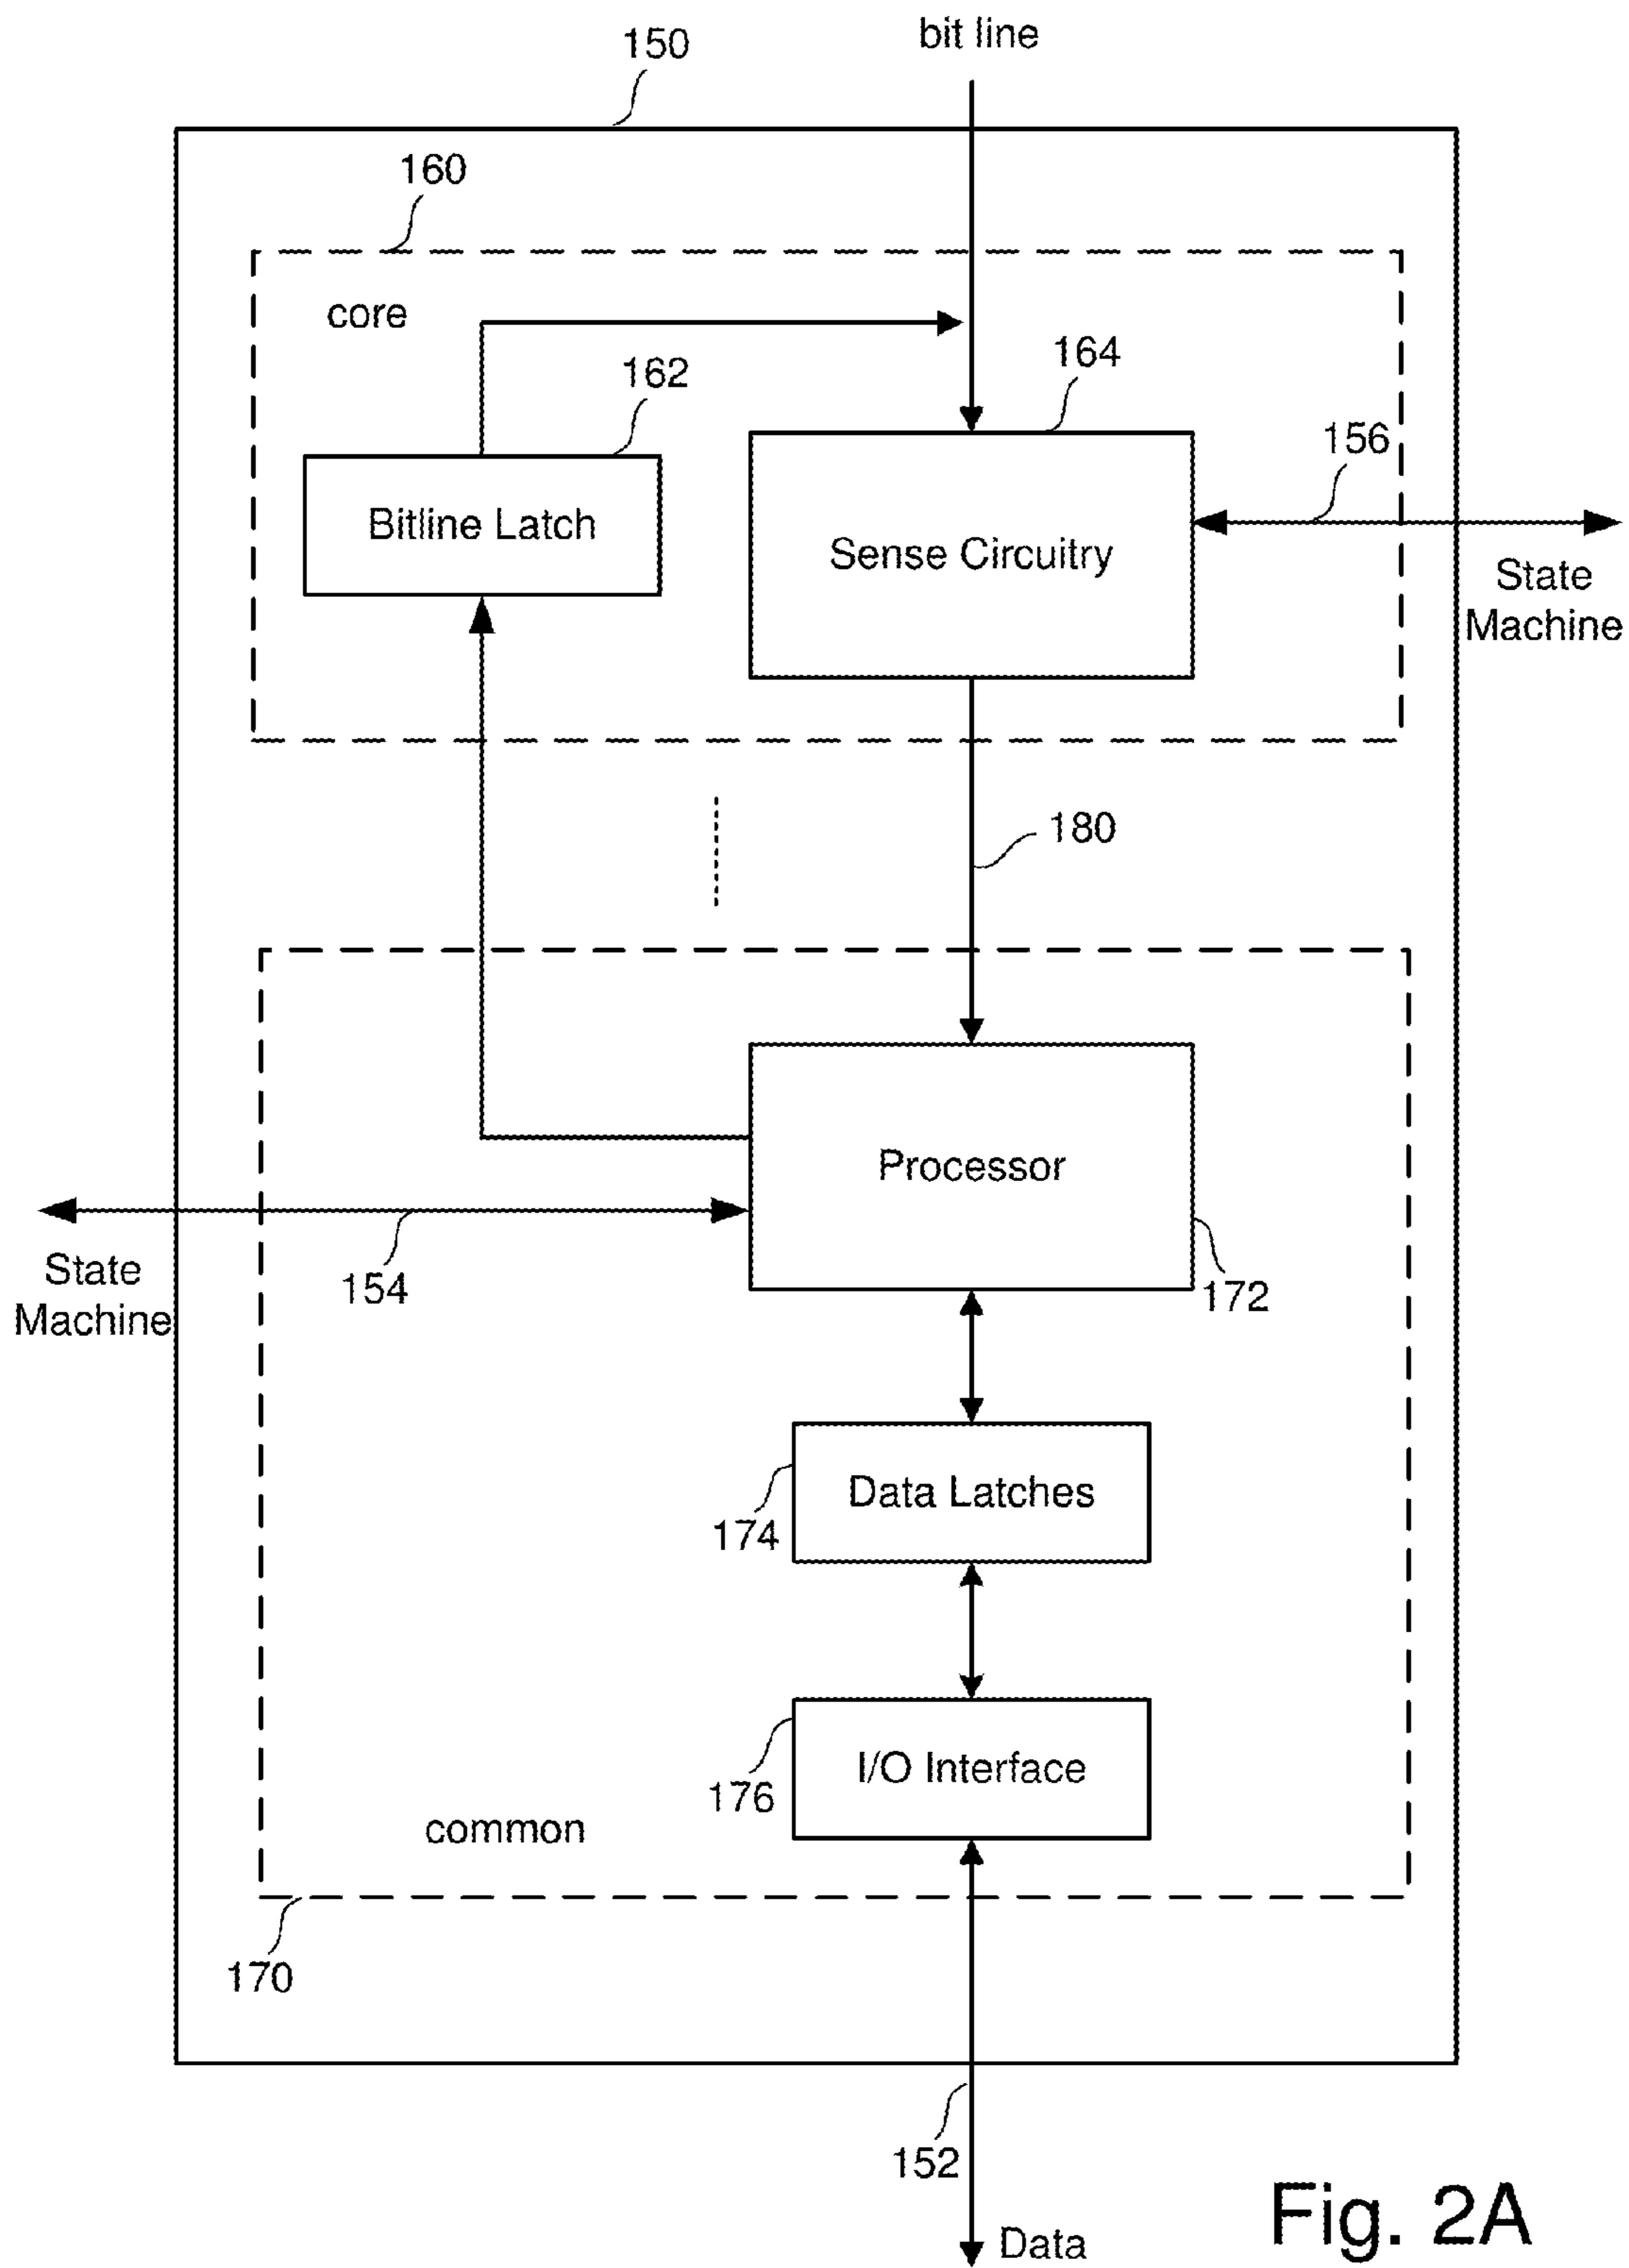 150
bit line
160
core
162
164
156
Bitline Latch
Sense Circuitry
State
Machine
180
Processor
State
Machine
154
172
Data Latches
174
I/O Interface
176
common
170
152
Data
Fig. 2A